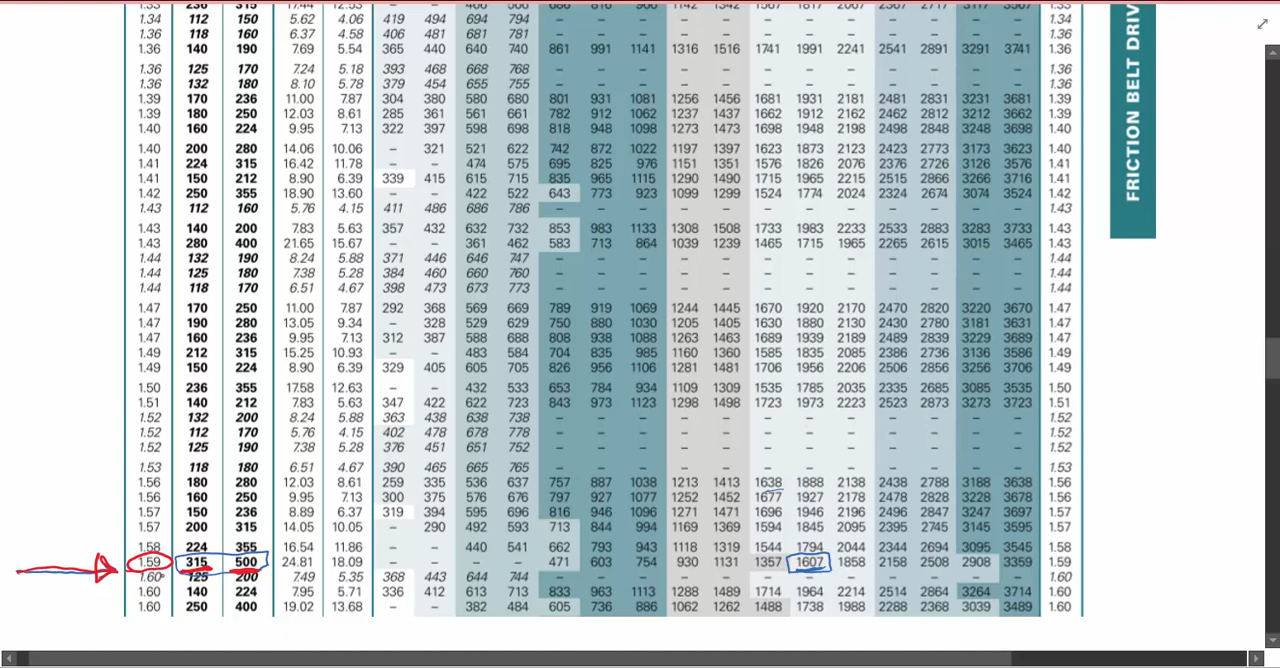 1.34 112 150 5.62 4.06 419 494 694 794 – – – – – – – – – – – – 1.34
1.36 118 160 6.37 4.58 406 481 681 781 – – – – – – – – – – – – 1.36
1.36 140 190 7.69 5.54 365 440 640 740 861 991 1141 1316 1516 1741 1991 2241 2541 2891 3291 3741 1.36
1.36 125 170 7.24 5.18 393 468 668 768 – – – – – – – – – – – – 1.36
1.36 132 180 8.10 5.78 379 454 655 755 – – – – – – – – – – – – 1.36
1.39 170 236 11.00 7.87 304 380 580 680 801 931 1081 1256 1456 1681 1931 2181 2481 2831 3231 3681 1.39
1.39 180 250 12.03 8.61 285 361 561 661 782 912 1062 1237 1437 1662 1912 2162 2462 2812 3212 3662 1.39
1.40 160 224 9.95 7.13 322 397 598 698 818 948 1098 1273 1473 1698 1948 2198 2498 2848 3248 3698 1.40
1.40 200 280 14.06 10.06 – 321 521 622 742 872 1022 1197 1397 1623 1873 2123 2423 2773 3173 3623 1.40
1.41 224 315 16.42 11.78 – – 474 575 695 825 976 1151 1351 1576 1826 2076 2376 2726 3126 3576 1.41
1.41 150 212 8.90 6.39 339 415 615 715 835 965 1115 1290 1490 1715 1965 2215 2515 2866 3266 3716 1.41
1.42 250 355 18.90 13.60 – – 422 522 643 773 923 1099 1299 1524 1774 2024 2324 2674 3074 3524 1.42
1.43 112 160 5.76 4.15 411 486 686 786 – – – – – – – – – – – – 1.43
1.43 140 200 7.83 5.63 357 432 632 732 853 983 1133 1308 1508 1733 1983 2233 2533 2883 3283 3733 1.43
1.43 280 400 21.65 15.67 – – 361 462 583 713 864 1039 1239 1465 1715 1965 2265 2615 3015 3465 1.43
1.44 132 190 8.24 5.88 371 446 646 747 – – – – – – – – – – – – 1.44
1.44 125 180 7.38 5.28 384 460 660 760 – – – – – – – – – – – – 1.44
1.44 118 170 6.51 4.67 398 473 673 773 – – – – – – – – – – – – 1.44
1.47 170 250 11.00 7.87 292 368 569 669 789 919 1069 1244 1445 1670 1920 2170 2470 2820 3220 3670 1.47
1.47 190 280 13.05 9.34 – 328 529 629 750 880 1030 1205 1405 1630 1880 2130 2430 2780 3181 3631 1.47
1.47 160 236 9.95 7.13 312 387 588 688 808 938 1088 1263 1463 1689 1939 2189 2489 2839 3229 3689 1.47
1.49 212 315 15.25 10.93 – – 483 584 704 835 985 1160 1360 1585 1835 2085 2386 2736 3136 3586 1.49
1.49 150 224 8.90 6.39 329 405 605 705 826 956 1106 1281 1481 1706 1956 2206 2506 2856 3256 3706 1.49
1.50 236 355 17.58 12.63 – – 432 533 653 784 934 1109 1309 1535 1785 2035 2335 2685 3085 3535 1.50
1.51 140 212 7.83 5.63 347 422 622 723 843 973 1123 1298 1498 1723 1973 2223 2523 2873 3273 3723 1.51
1.52 132 200 8.24 5.88 363 438 638 738 – – – – – – – – – – – – 1.52
1.52 112 170 5.76 4.15 402 478 678 778 – – – – – – – – – – – – 1.52
1.52 125 190 7.38 5.28 376 451 651 752 – – – – – – – – – – – – 1.52
1.53 118 180 6.51 4.67 390 465 665 765 – – – – – – – – – – – – 1.53
1.56 180 280 12.03 8.61 259 335 536 637 757 887 1038 1213 1413 1638 1888 2138 2438 2788 3188 3638 1.56
1.56 160 250 9.95 7.13 300 375 576 676 797 927 1077 1252 1452 1677 1927 2178 2478 2828 3228 3678 1.56
1.57 150 236 8.89 6.37 319 394 595 696 816 946 1096 1271 1471 1696 1946 2196 2496 2847 3247 3697 1.57
1.57 200 315 14.05 10.05 – 290 492 593 713 844 994 1169 1369 1594 1845 2095 2395 2745 3145 3595 1.57
1.58 224 355 16.54 11.86 – – 440 541 662 793 943 1118 1319 1544 1794 2044 2344 2694 3095 3545 1.58
1.59 315 500 24.81 18.09 – – – – 471 603 754 930 1131 1357 1607 1858 2158 2508 2908 3359 1.59
1.60 125 200 7.49 5.35 368 443 644 744 – – – – – – – – – – – – 1.60
1.60 140 224 7.95 5.71 336 412 613 713 833 963 1113 1288 1489 1714 1964 2214 2514 2864 3264 3714 1.60
1.60 250 400 19.02 13.68 – – 382 484 605 736 886 1062 1262 1488 1738 1988 2288 2368 3039 3489 1.60
FRICTION BELT DRIV